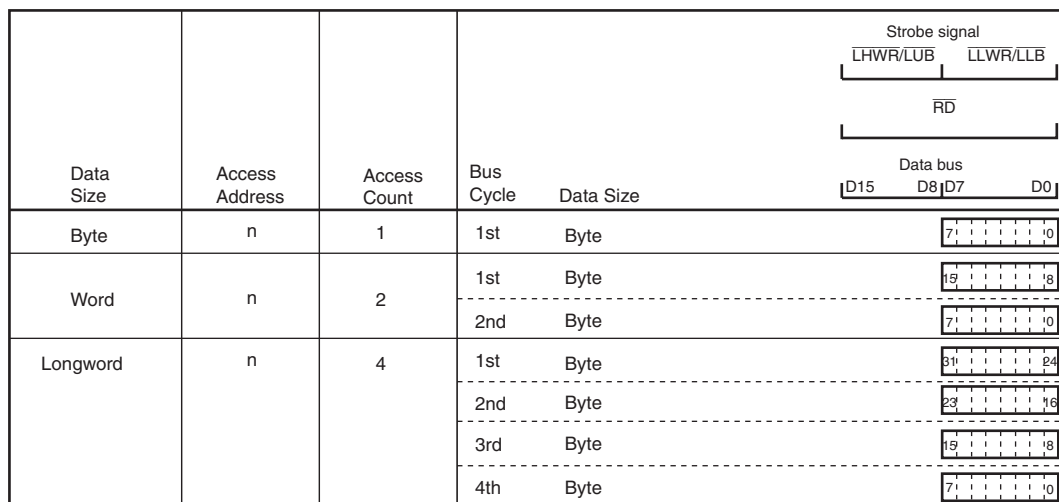 Strobe signal
LHWR/LUB LLWR/LLB
RD
Data Size Access Address Access Count Bus Cycle Data Size Data bus
D15 D8 D7 D0
Byte n 1 1st Byte 7 0
Word n 2 1st Byte 15 8
2nd Byte 7 0
Longword n 4 1st Byte 31 24
2nd Byte 23 16
3rd Byte 15 8
4th Byte 7 0